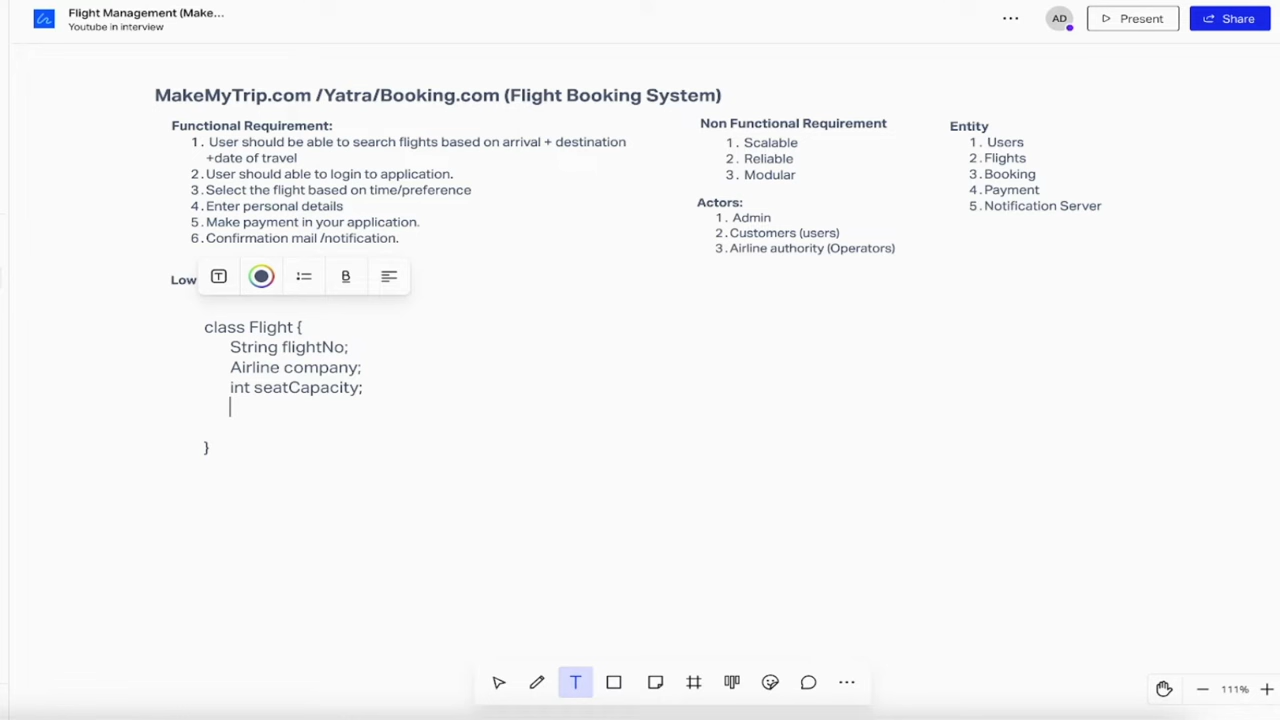 Flight Management (Make...
Youtube in interview
AD
Present
Share
MakeMyTrip.com /Yatra/Booking.com (Flight Booking System)
Functional Requirement:
1. User should be able to search flights based on arrival + destination
+date of travel
2. User should able to login to application.
3. Select the flight based on time/preference
4. Enter personal details
5. Make payment in your application.
6. Confirmation mail /notification.
Non Functional Requirement
1. Scalable
2. Reliable
3. Modular
Actors:
1. Admin
2. Customers (users)
3. Airline authority (Operators)
Entity
1. Users
2. Flights
3. Booking
4. Payment
5. Notification Server
Low
T
B
class Flight {
String flightNo;
Airline company;
int seatCapacity;
}
T
111%